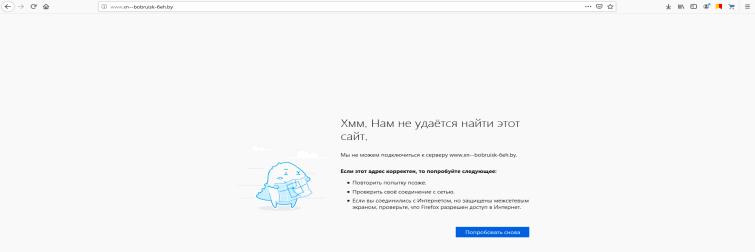 www.xn--bobruisk-6eh.by
Хмм. Нам не удаётся найти этот
сайт.
Мы не можем подключиться к серверу www.xn--bobruisk-6eh.by.
Если этот адрес корректен, то попробуйте следующее:
Повторить попытку позже.
Проверить своё соединение с сетью.
Если вы соединились с Интернетом, но защищены межсетевым
экраном, проверьте, что Firefox разрешен доступ в Интернет.
Попробовать снова